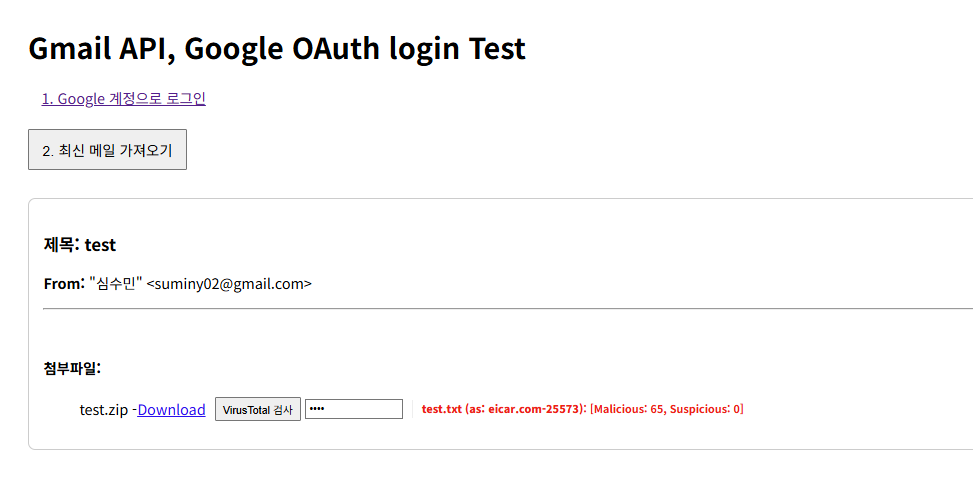 Gmail API, Google OAuth login Test
1. Google 계정으로 로그인
2. 최신 메일 가져오기
제목: test
From: "심수민" <suminy02@gmail.com>
첨부파일:
test.zip -Download VirusTotal 검사 •••• test.txt (as: eicar.com-25573): [Malicious: 65, Suspicious: 0]